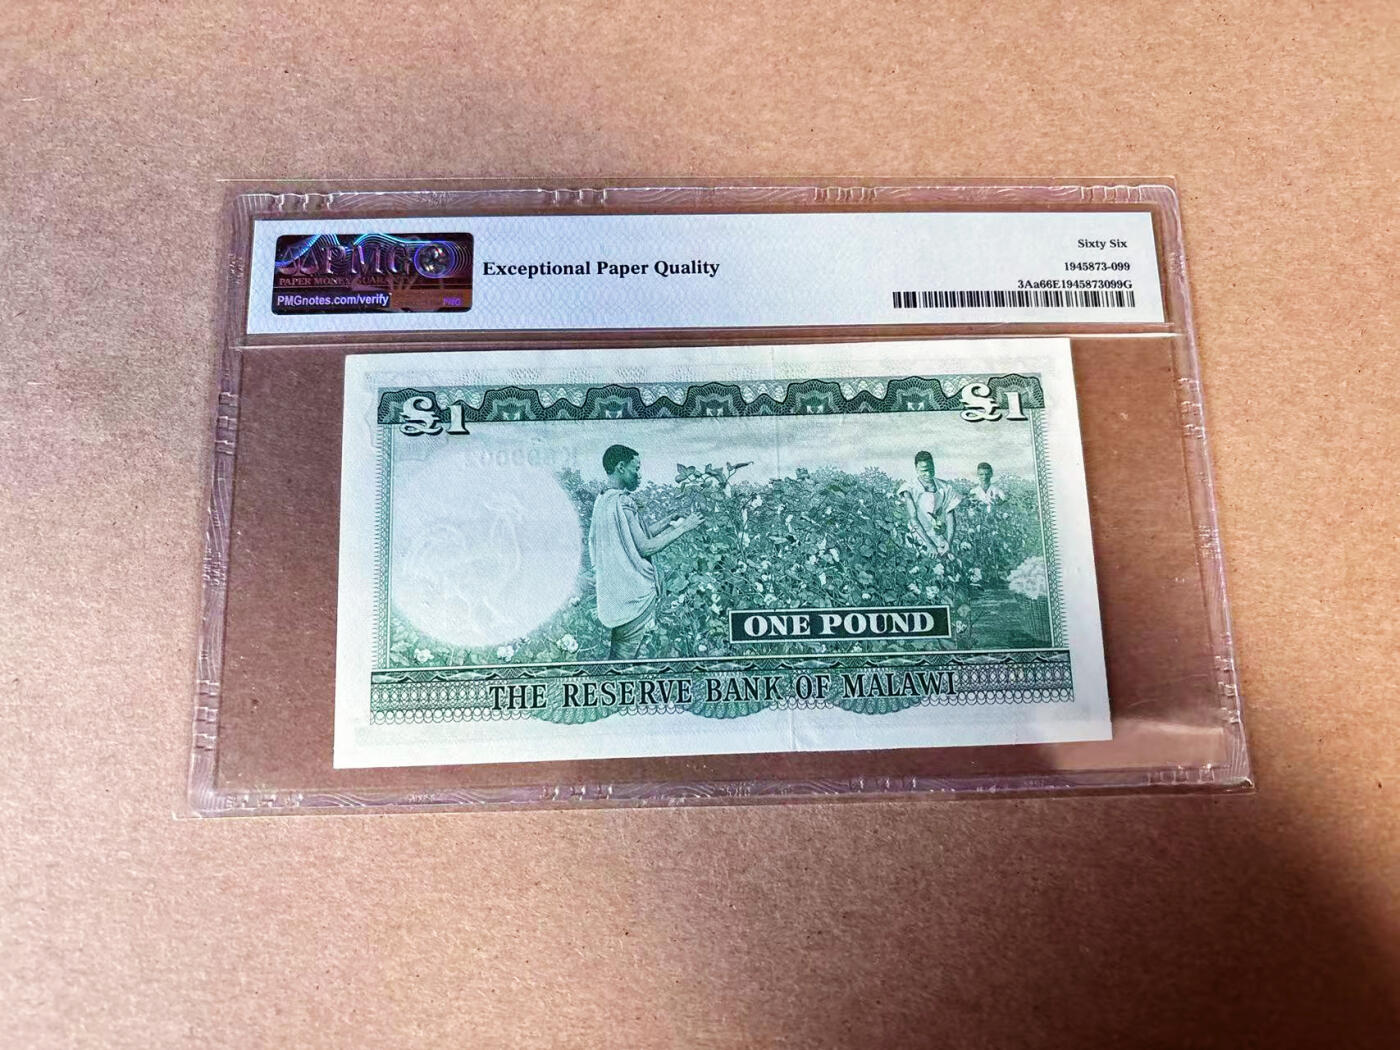 PMG
PAPER MONEY GUARANTY
PMGnotes.com/verify
Exceptional Paper Quality
Sixty Six
1945873-099
3Aa66E1945873099G
£1
£1
ONE POUND
THE RESERVE BANK OF MALAWI